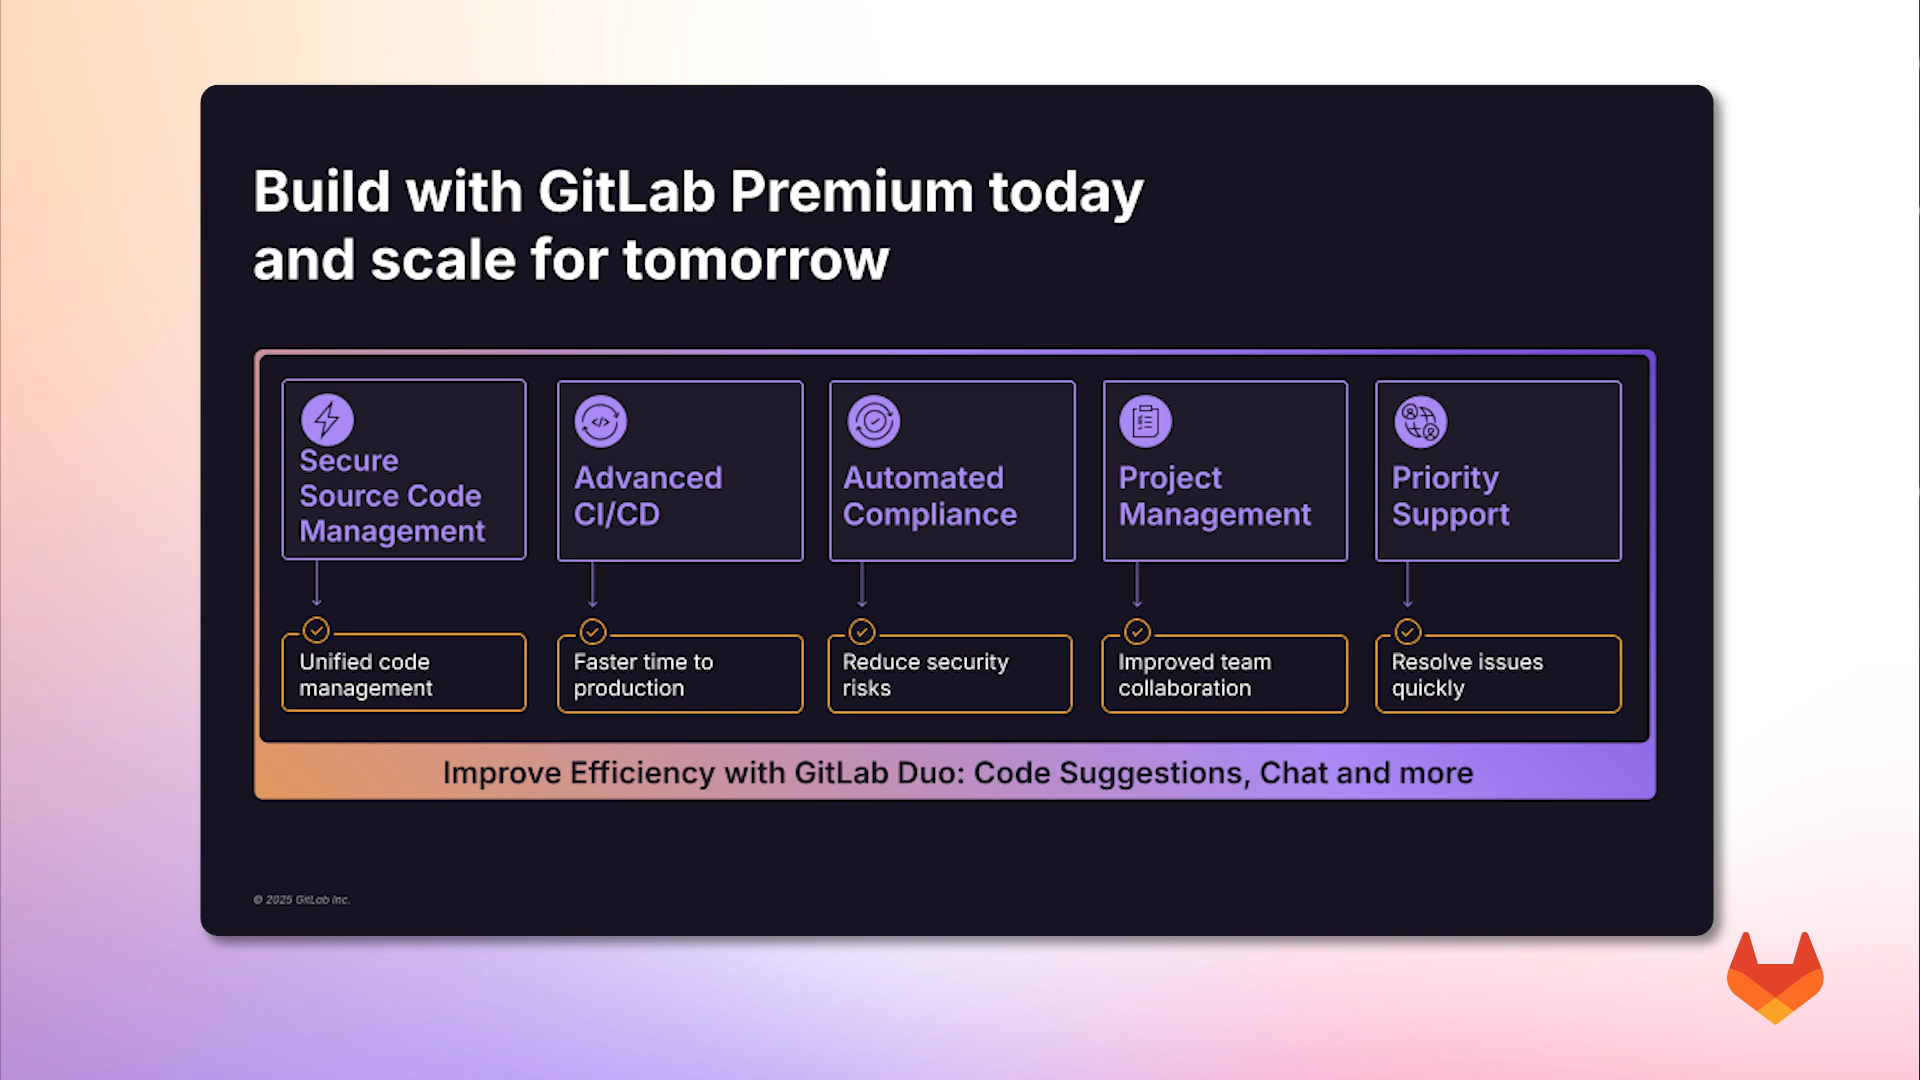 Build with GitLab Premium today
and scale for tomorrow
Secure
Source Code
Management
Advanced
CI/CD
Automated
Compliance
Project
Management
Priority
Support
Unified code
management
Faster time to
production
Reduce security
risks
Improved team
collaboration
Resolve issues
quickly
Improve Efficiency with GitLab Duo: Code Suggestions, Chat and more
© 2025 GitLab Inc.